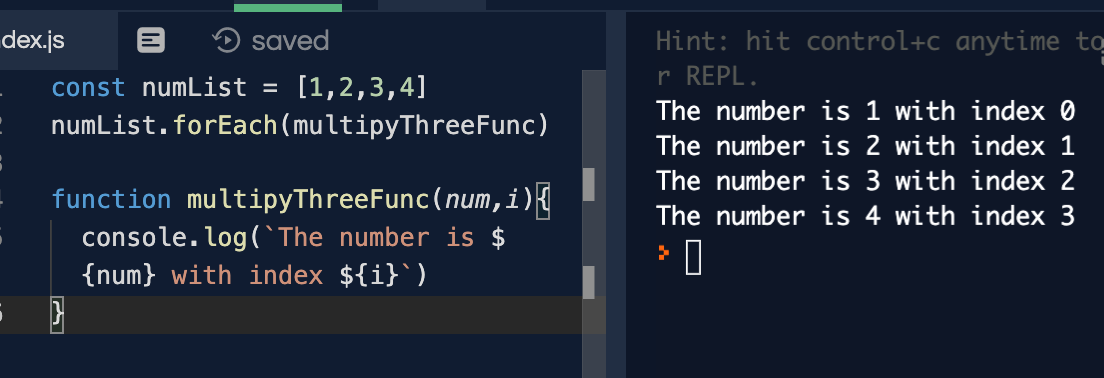 ndex.js
saved
const numList = [1,2,3,4]
numList.forEach(multipyThreeFunc)
function multipyThreeFunc(num,i){
console.log(`The number is $
{num} with index ${i}`)
}
Hint: hit control+c anytime to
r REPL.
The number is 1 with index 0
The number is 2 with index 1
The number is 3 with index 2
The number is 4 with index 3